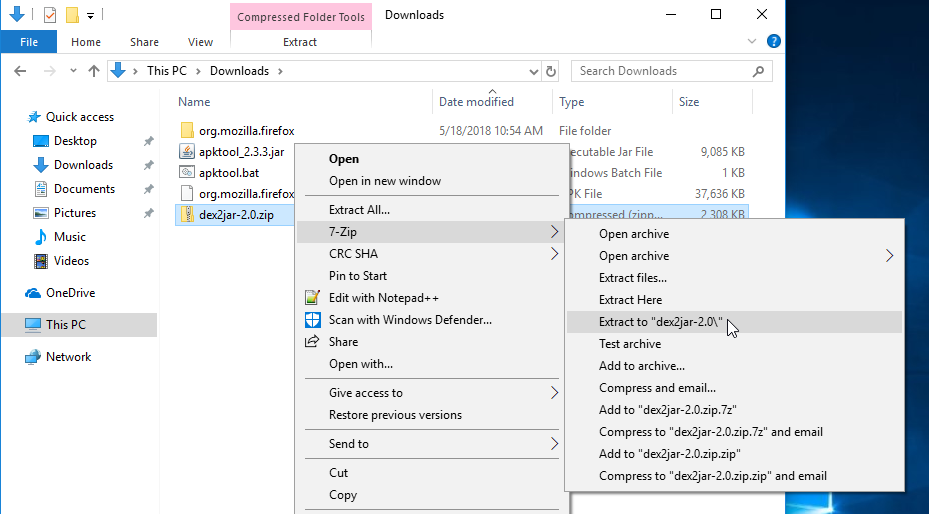 Compressed Folder Tools
Downloads
File
Home
Share
View
Extract
This PC
Downloads
Search Downloads
Quick access
Desktop
Downloads
Documents
Pictures
Music
Videos
OneDrive
This PC
Network
Name
Date modified
Type
Size
org.mozilla.firefox
5/18/2018 10:54 AM
File folder
apktool_2.3.3.jar
ecutable Jar File
9,085 KB
apktool.bat
indows Batch File
1 KB
org.mozilla.firefox
PK File
37,636 KB
dex2jar-2.0.zip
ompressed (zipp...
2,308 KB
Open
Open in new window
Extract All...
7-Zip
CRC SHA
Pin to Start
Edit with Notepad++
Scan with Windows Defender...
Share
Open with...
Give access to
Restore previous versions
Send to
Cut
Copy
Open archive
Open archive
Extract files...
Extract Here
Extract to "dex2jar-2.0\"
Test archive
Add to archive...
Compress and email...
Add to "dex2jar-2.0.zip.7z"
Compress to "dex2jar-2.0.zip.7z" and email
Add to "dex2jar-2.0.zip.zip"
Compress to "dex2jar-2.0.zip.zip" and email